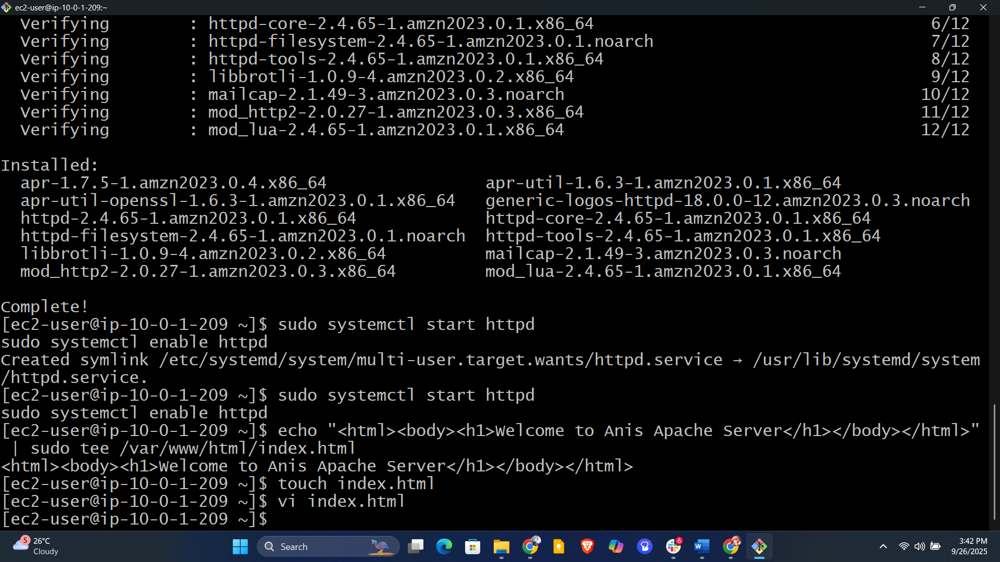 ec2-user@ip-10-0-1-209:~
Verifying : httpd-core-2.4.65-1.amzn2023.0.1.x86_64 6/12
Verifying : httpd-filesystem-2.4.65-1.amzn2023.0.1.noarch 7/12
Verifying : httpd-tools-2.4.65-1.amzn2023.0.1.x86_64 8/12
Verifying : libbrotli-1.0.9-4.amzn2023.0.2.x86_64 9/12
Verifying : mailcap-2.1.49-3.amzn2023.0.3.noarch 10/12
Verifying : mod_http2-2.0.27-1.amzn2023.0.3.x86_64 11/12
Verifying : mod_lua-2.4.65-1.amzn2023.0.1.x86_64 12/12
Installed:
apr-1.7.5-1.amzn2023.0.4.x86_64 apr-util-1.6.3-1.amzn2023.0.1.x86_64
apr-util-openssl-1.6.3-1.amzn2023.0.1.x86_64 generic-logos-httpd-18.0.0-12.amzn2023.0.3.noarch
httpd-2.4.65-1.amzn2023.0.1.x86_64 httpd-core-2.4.65-1.amzn2023.0.1.x86_64
httpd-filesystem-2.4.65-1.amzn2023.0.1.noarch httpd-tools-2.4.65-1.amzn2023.0.1.x86_64
libbrotli-1.0.9-4.amzn2023.0.2.x86_64 mailcap-2.1.49-3.amzn2023.0.3.noarch
mod_http2-2.0.27-1.amzn2023.0.3.x86_64 mod_lua-2.4.65-1.amzn2023.0.1.x86_64
Complete!
[ec2-user@ip-10-0-1-209 ~]$ sudo systemctl start httpd
sudo systemctl enable httpd
Created symlink /etc/systemd/system/multi-user.target.wants/httpd.service → /usr/lib/systemd/system
/httpd.service.
[ec2-user@ip-10-0-1-209 ~]$ sudo systemctl start httpd
sudo systemctl enable httpd
[ec2-user@ip-10-0-1-209 ~]$ echo "<html><body><h1>Welcome to Anis Apache Server</h1></body></html>"
| sudo tee /var/www/html/index.html
<html><body><h1>Welcome to Anis Apache Server</h1></body></html>
[ec2-user@ip-10-0-1-209 ~]$ touch index.html
[ec2-user@ip-10-0-1-209 ~]$ vi index.html
[ec2-user@ip-10-0-1-209 ~]$
5
26°C
Cloudy
Search
6
W
3:42 PM
9/26/2025